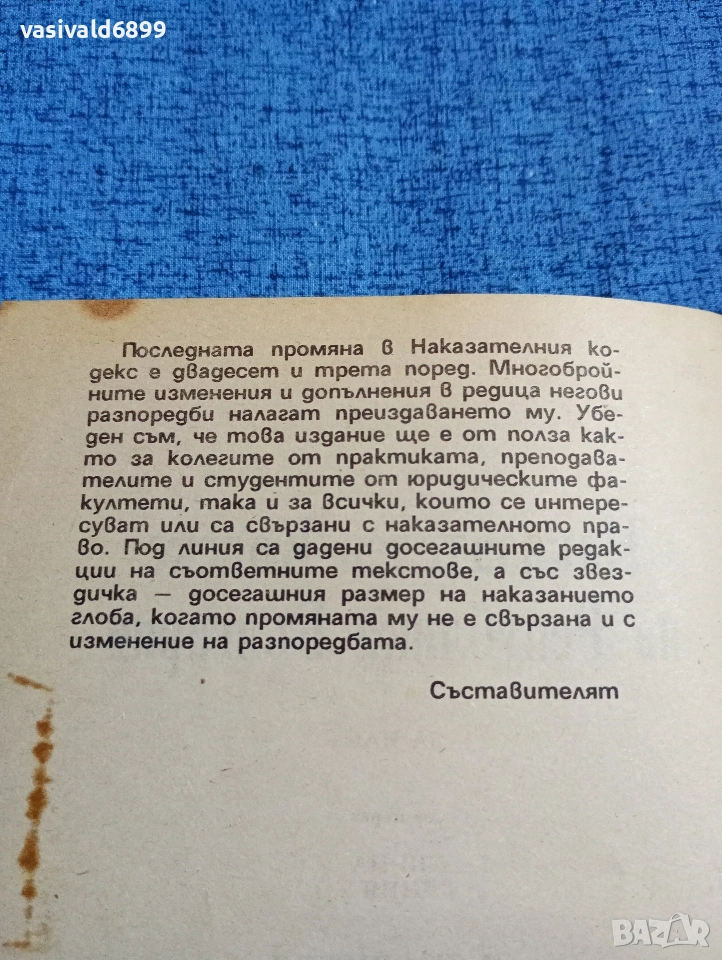 vasivald6899
Последната промяна в Наказателния ко-
декс е двадесет и трета поред. Многоброй-
ните изменения и допълнения в редица негови
разпоредби налагат преиздаването му. Убе-
ден съм, че това издание ще е от полза как-
то за колегите от практиката, преподава-
телите и студентите от юридическите фа-
култети, така и за всички, които се интере-
суват или са свързани с наказателното пра-
во. Под линия са дадени досегашните редак-
ции на съответните текстове, а със звез-
дичка – досегашния размер на наказанието
глоба, когато промяната му не е свързана и с
изменение на разпоредбата.
Съставителят
BAZAR